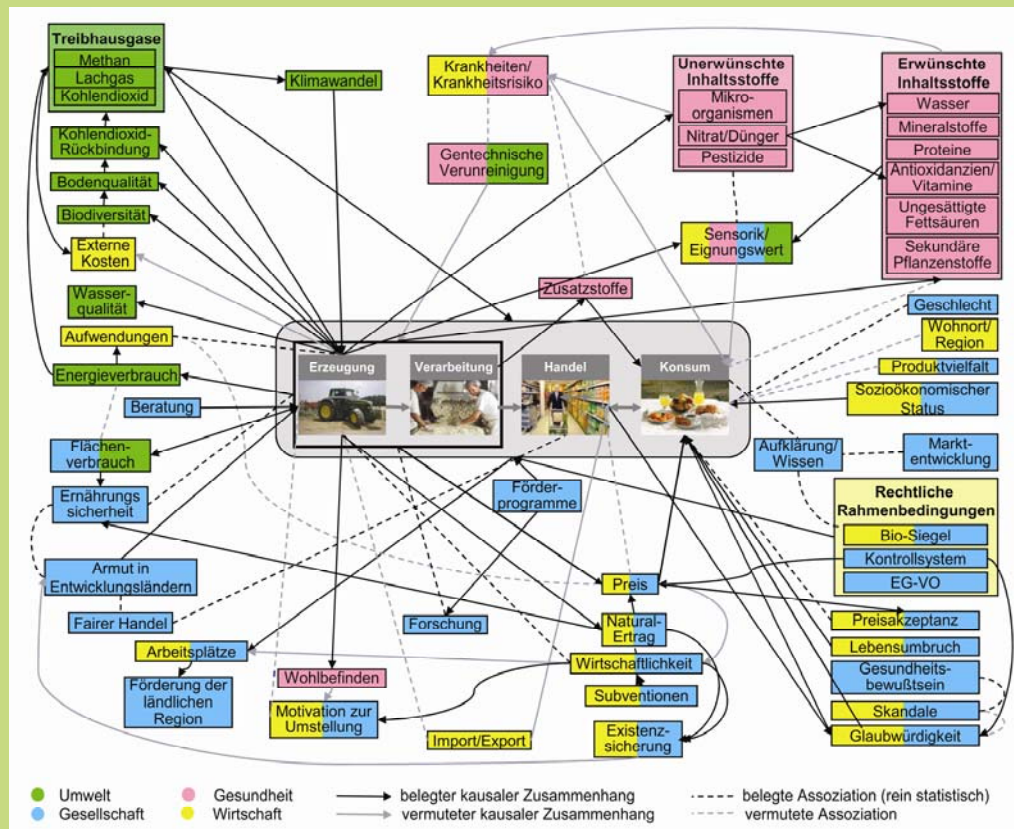 Treibhausgase
Methan
Lachgas
Kohlendioxid
Klimawandel
Kohlendioxid-
Rückbindung
Bodenqualität
Biodiversität
Externe
Kosten
Wasser-
qualität
Aufwendungen
Energieverbrauch
Beratung
Flächen-
verbrauch
Ernährungs
sicherheit
Armut in
Entwicklungsländern
Fairer Handel
Arbeitsplätze
Förderung der
ländlichen
Region
Krankheiten/
Krankheitsrisiko
Gentechnische
Verunreinigung
Unerwünschte
Inhaltsstoffe
Mikro-
organismen
Nitrat/Dünger
Pestizide
Sensorik/
Eignungswert
Zusatzstoffe
Erwünschte
Inhaltsstoffe
Wasser
Mineralstoffe
Proteine
Antioxidanzien/
Vitamine
Ungesättigte
Fettsäuren
Sekundäre
Pflanzenstoffe
Geschlecht
Wohnort/
Region
Produktvielfalt
Sozioökonomischer
Status
Erzeugung
Verarbeitung
Handel
Konsum
Aufklärung/
Wissen
Markt-
entwicklung
Rechtliche
Rahmenbedingungen
Bio-Siegel
Kontrollsystem
EG-VO
Förder-
programme
Forschung
Preis
Natural-
Ertrag
Wirtschaftlichkeit
Subventionen
Existenz-
sicherung
Wohlbefinden
Motivation zur
Umstellung
Import/Export
Preisakzeptanz
Lebensumbruch
Gesundheits-
bewußtsein
Skandale
Glaubwürdigkeit
Umwelt
Gesundheit
belegter kausaler Zusammenhang
belegte Assoziation (rein statistisch)
Gesellschaft
Wirtschaft
vermuteter kausaler Zusammenhang
vermutete Assoziation